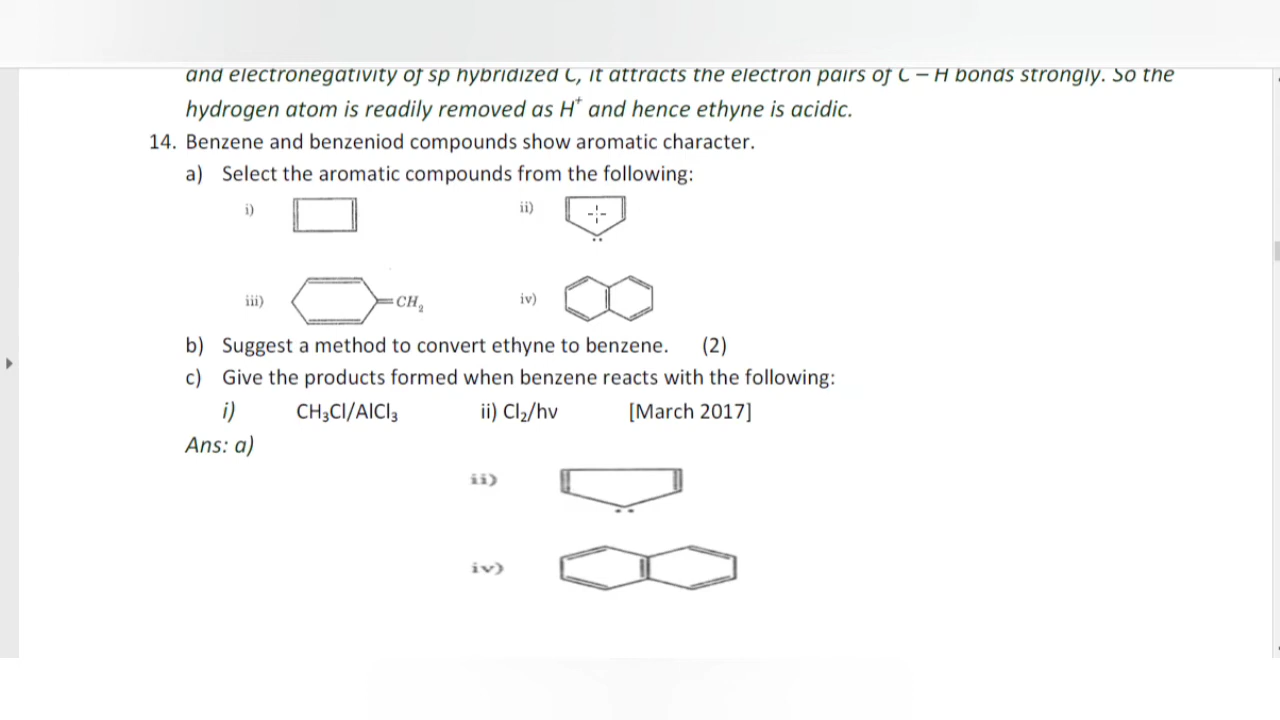 and electronegativity of sp hybridized C, it attracts the electron pairs of C – H bonds strongly. So the
hydrogen atom is readily removed as H⁺ and hence ethyne is acidic.
14. Benzene and benzeniod compounds show aromatic character.
a) Select the aromatic compounds from the following:
i) ii)
iii) =CH₂ iv)
b) Suggest a method to convert ethyne to benzene. (2)
c) Give the products formed when benzene reacts with the following:
i) CH₃Cl/AlCl₃ ii) Cl₂/hv [March 2017]
Ans: a)
ii)
iv)